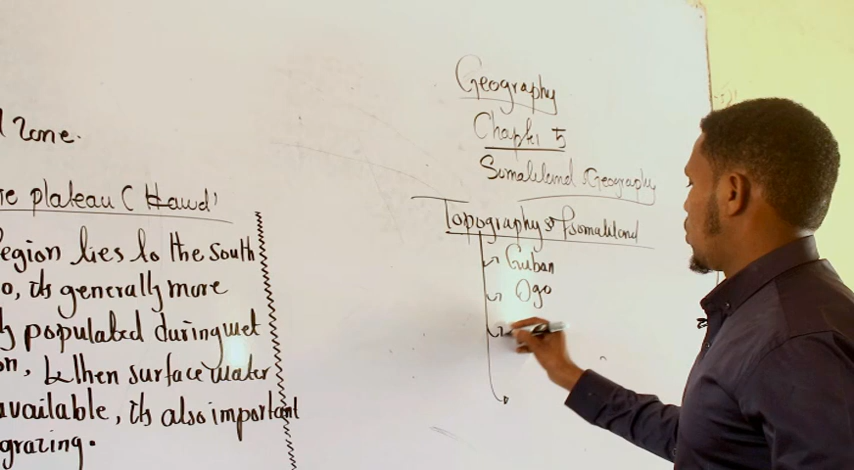 zone.
plateau ( Hawd'
egion lies to the South
o, its generally more
populated during wet
on, & then surface water
available, its also important
grazing.
Geography
Chapter 5
Somaliland Geography
Topography of Somaliland
Guban
Ogo